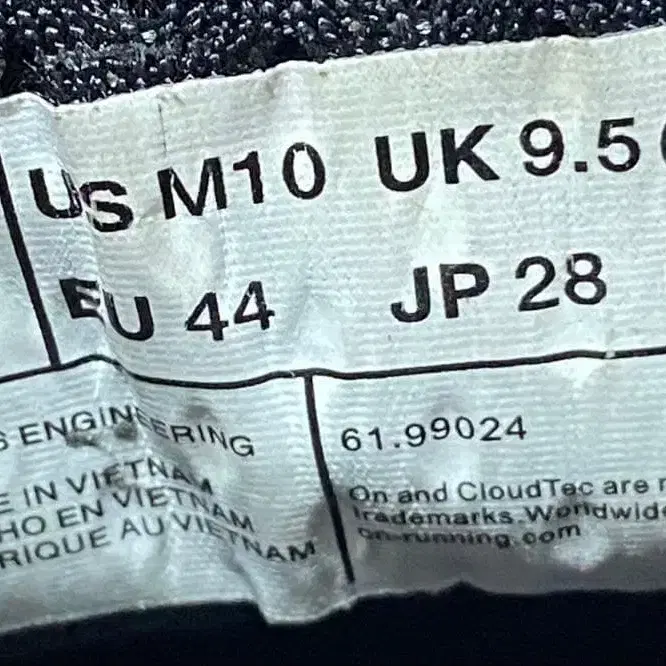 US M10 UK 9.5
EU 44 JP 28
S ENGINEERING
E IN VIETNAM
HO EN VIETNAM
RIQUE AU VIETNAM
61.99024
On and CloudTec are r
trademarks.Worldwide
on-running.com